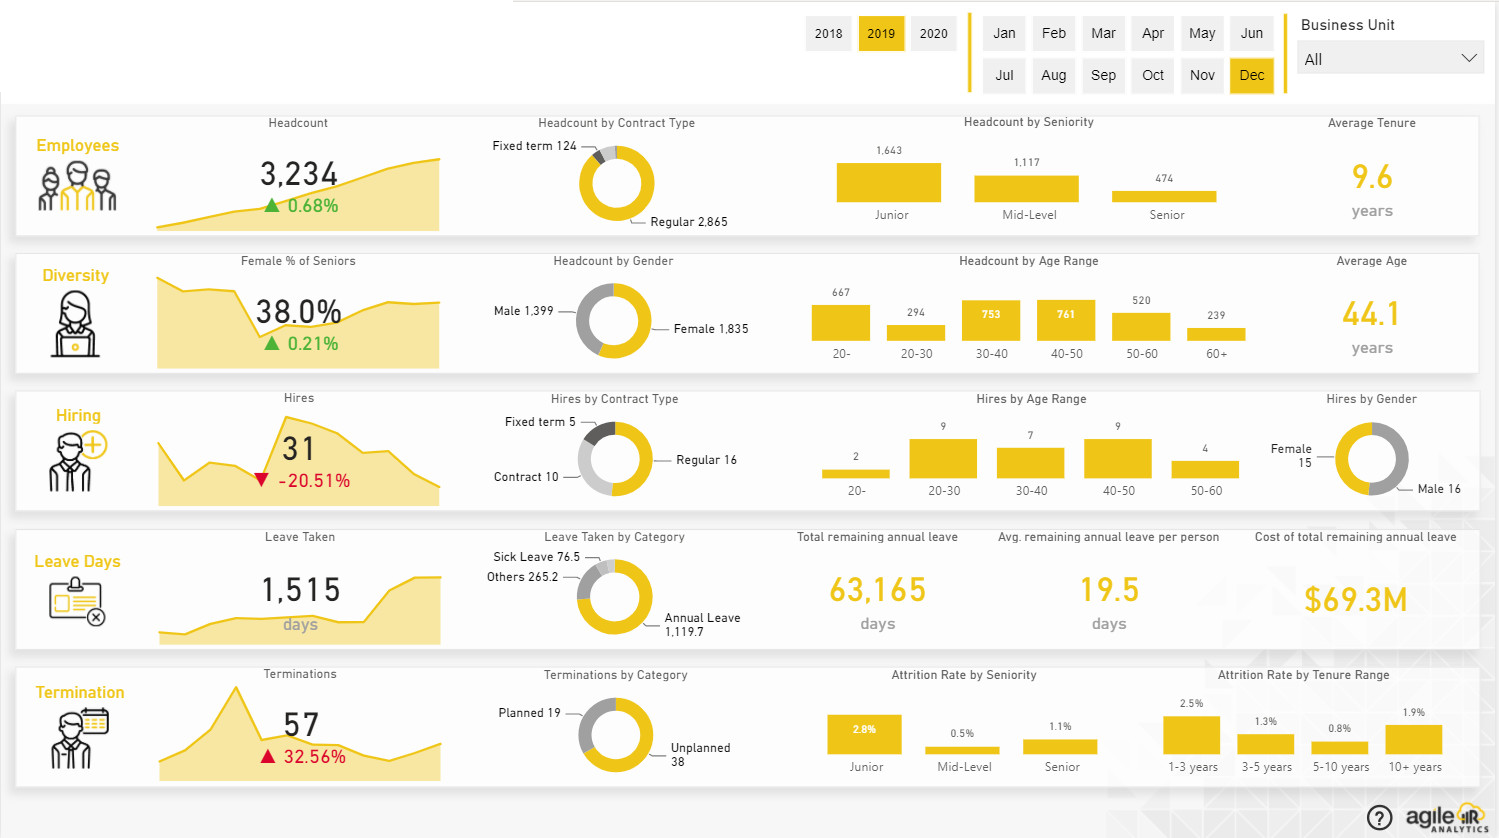 2018 2019 2020
Jan Feb Mar Apr May Jun
Jul Aug Sep Oct Nov Dec
Business Unit
All
Employees
Headcount
3,234
0.68%
Headcount by Contract Type
Fixed term 124
Regular 2,865
Headcount by Seniority
1,643 1,117 474
Junior Mid-Level Senior
Average Tenure
9.6
years
Diversity
Female % of Seniors
38.0%
0.21%
Headcount by Gender
Male 1,399
Female 1,835
Headcount by Age Range
667 294 753 761 520 239
20- 20-30 30-40 40-50 50-60 60+
Average Age
44.1
years
Hiring
Hires
31
-20.51%
Hires by Contract Type
Fixed term 5
Regular 16
Contract 10
Hires by Age Range
2 9 7 9 4
20- 20-30 30-40 40-50 50-60
Hires by Gender
Female
15
Male 16
Leave Days
Leave Taken
1,515
days
Leave Taken by Category
Sick Leave 76.5
Others 265.2
Annual Leave
1,119.7
Total remaining annual leave
63,165
days
Avg. remaining annual leave per person
19.5
days
Cost of total remaining annual leave
$69.3M
Termination
Terminations
57
32.56%
Terminations by Category
Planned 19
Unplanned
38
Attrition Rate by Seniority
2.8% 0.5% 1.1%
Junior Mid-Level Senior
Attrition Rate by Tenure Range
2.5% 1.3% 0.8% 1.9%
1-3 years 3-5 years 5-10 years 10+ years
?
agile HR
ANALYTICS